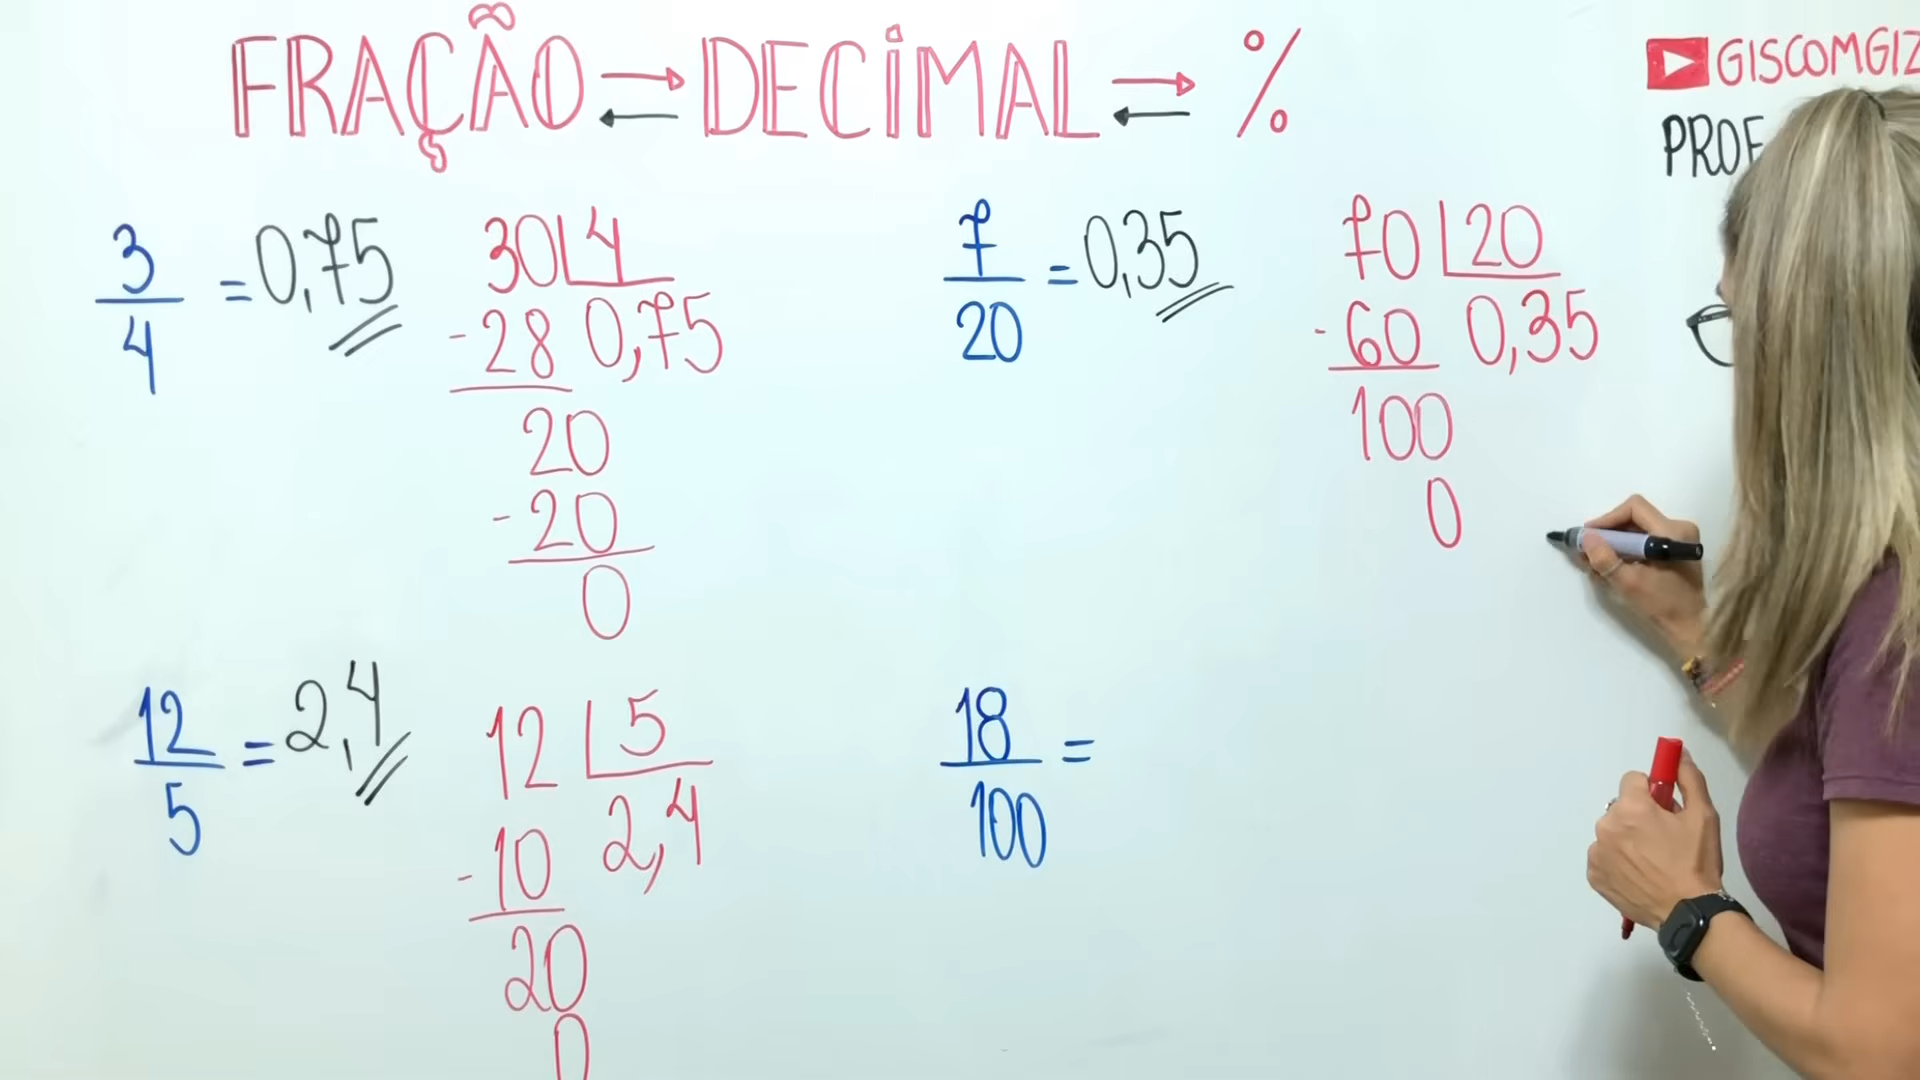 FRAÇÃO ⇄ DECIMAL ⇄ %
GISCOMGIZ
PROF
3/4 = 0,75
30 | 4
- 28 0,75
20
- 20
0
7/20 = 0,35
70 | 20
- 60 0,35
100
0
12/5 = 2,4
12 | 5
- 10 2,4
20
0
18/100 =